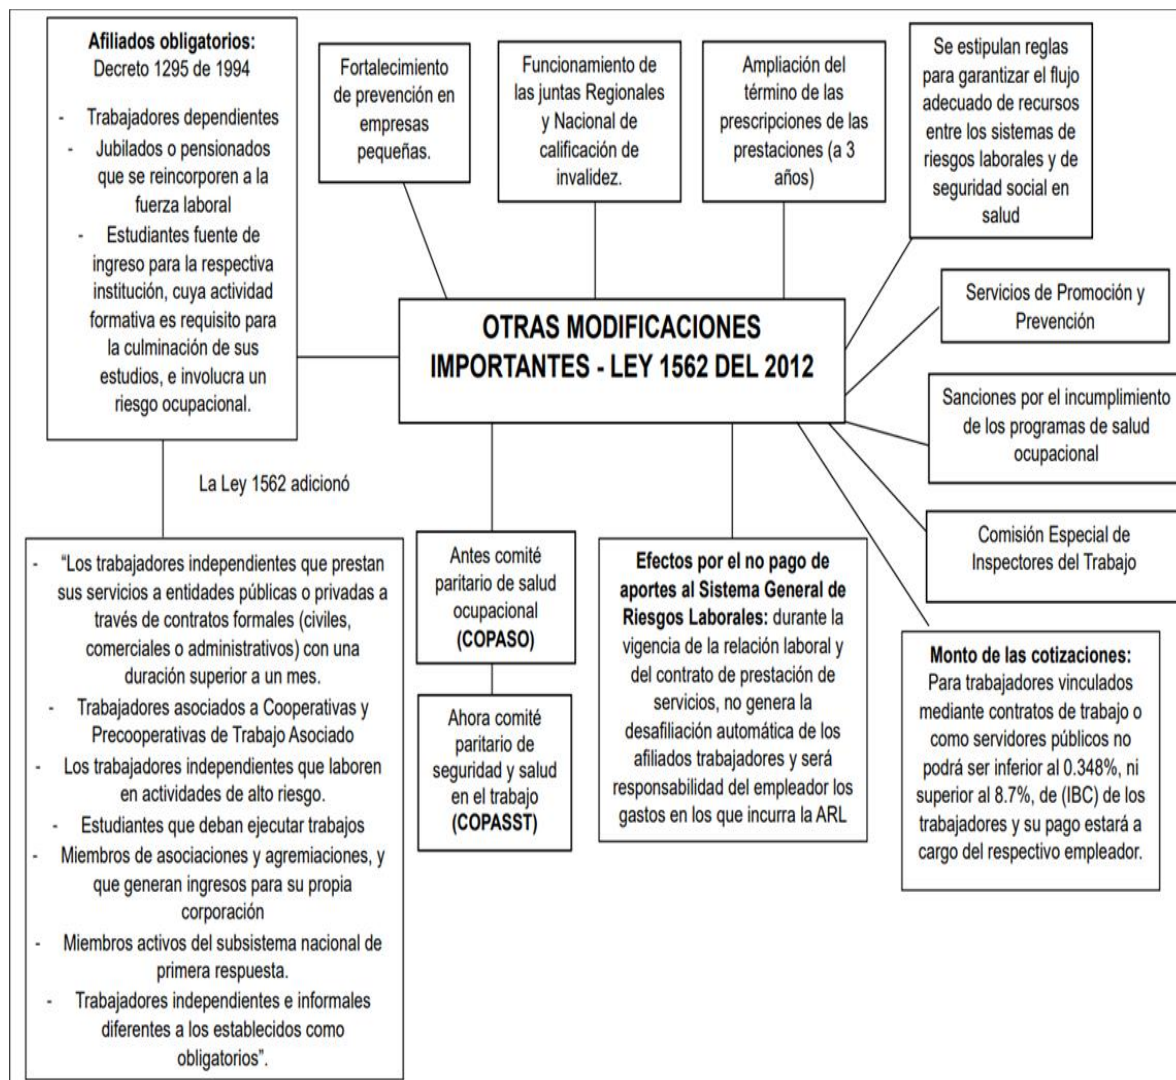 Afiliados obligatorios:
Decreto 1295 de 1994
- Trabajadores dependientes
- Jubilados o pensionados
que se reincorporen a la
fuerza laboral
- Estudiantes fuente de
ingreso para la respectiva
institución, cuya actividad
formativa es requisito para
la culminación de sus
estudios, e involucra un
riesgo ocupacional.
Fortalecimiento
de prevención en
empresas
pequeñas.
Funcionamiento de
las juntas Regionales
y Nacional de
calificación de
invalidez.
Ampliación del
término de las
prescripciones de las
prestaciones (a 3
años)
Se estipulan reglas
para garantizar el flujo
adecuado de recursos
entre los sistemas de
riesgos laborales y de
seguridad social en
salud
OTRAS MODIFICACIONES
IMPORTANTES - LEY 1562 DEL 2012
Servicios de Promoción y
Prevención
Sanciones por el incumplimiento
de los programas de salud
ocupacional
Comisión Especial de
Inspectores del Trabajo
La Ley 1562 adicionó
- “Los trabajadores independientes que prestan
sus servicios a entidades públicas o privadas a
través de contratos formales (civiles,
comerciales o administrativos) con una
duración superior a un mes.
- Trabajadores asociados a Cooperativas y
Precooperativas de Trabajo Asociado
- Los trabajadores independientes que laboren
en actividades de alto riesgo.
- Estudiantes que deban ejecutar trabajos
- Miembros de asociaciones y agremiaciones, y
que generan ingresos para su propia
corporación
- Miembros activos del subsistema nacional de
primera respuesta.
- Trabajadores independientes e informales
diferentes a los establecidos como
obligatorios”.
Antes comité
paritario de salud
ocupacional
(COPASO)
Ahora comité
paritario de
seguridad y salud
en el trabajo
(COPASST)
Efectos por el no pago de
aportes al Sistema General de
Riesgos Laborales: durante la
vigencia de la relación laboral y
del contrato de prestación de
servicios, no genera la
desafiliación automática de los
afiliados trabajadores y será
responsabilidad del empleador los
gastos en los que incurra la ARL
Monto de las cotizaciones:
Para trabajadores vinculados
mediante contratos de trabajo o
como servidores públicos no
podrá ser inferior al 0.348%, ni
superior al 8.7%, de (IBC) de los
trabajadores y su pago estará a
cargo del respectivo empleador.